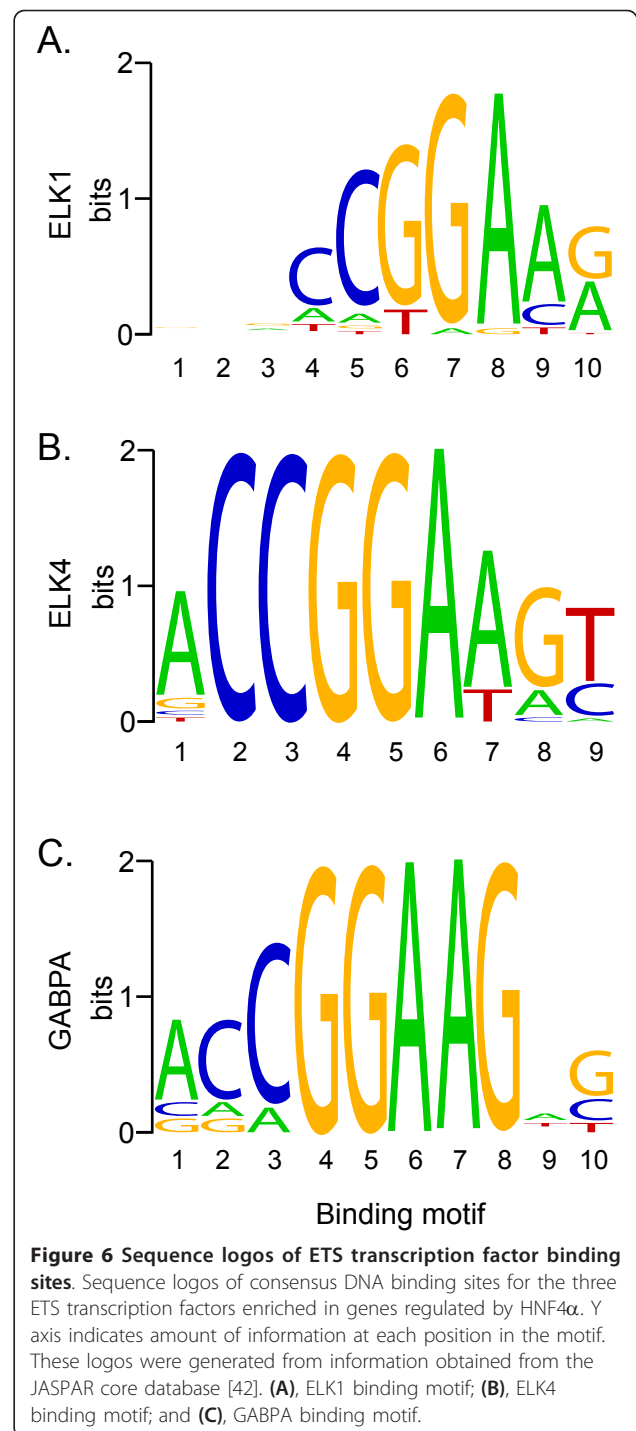 A.
2
1
0
ELK1
bits
C
A
T
C
A
G
T
G
T
G
A
A
G
A
C
T
G
A
1 2 3 4 5 6 7 8 9 10
B.
2
1
0
ELK4
bits
A
G
C
T
C
C
G
G
A
A
T
G
A
C
T
C
A
1 2 3 4 5 6 7 8 9
C.
2
1
0
GABPA
bits
A
C
G
C
A
G
C
A
G
G
A
A
G
A
T
G
C
T
1 2 3 4 5 6 7 8 9 10
Binding motif
Figure 6 Sequence logos of ETS transcription factor binding
sites. Sequence logos of consensus DNA binding sites for the three
ETS transcription factors enriched in genes regulated by HNF4α. Y
axis indicates amount of information at each position in the motif.
These logos were generated from information obtained from the
JASPAR core database [42]. (A), ELK1 binding motif; (B), ELK4
binding motif; and (C), GABPA binding motif.